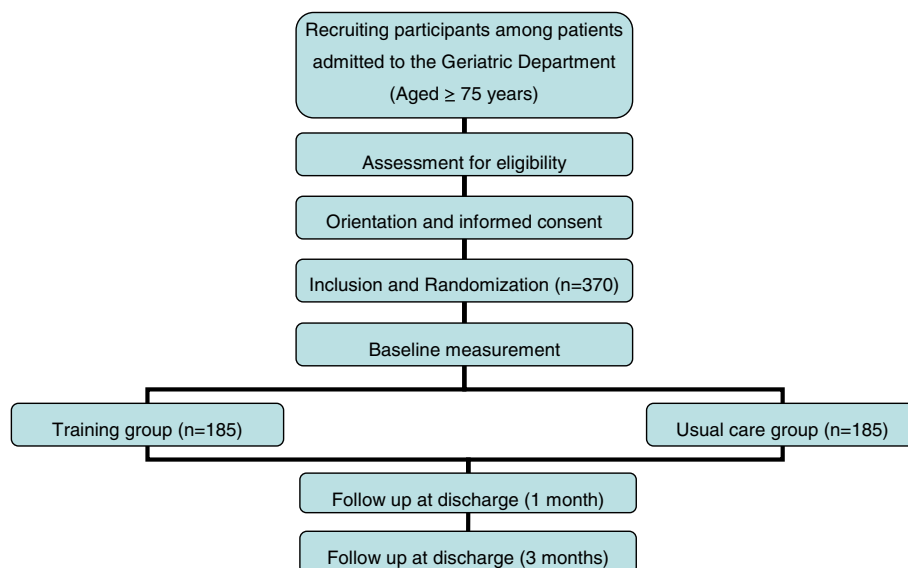 Recruiting participants among patients
admitted to the Geriatric Department
(Aged ≥ 75 years)
Assessment for eligibility
Orientation and informed consent
Inclusion and Randomization (n=370)
Baseline measurement
Training group (n=185)
Usual care group (n=185)
Follow up at discharge (1 month)
Follow up at discharge (3 months)